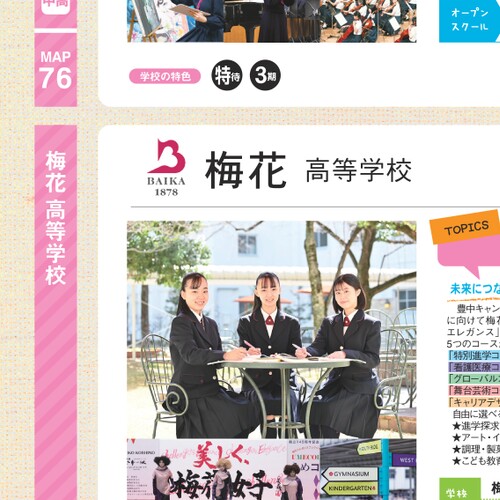 中高
MAP
76
オープン
スクール
学校の特色
特待
3期
梅花 高等学校
BAIKA
1878
梅花 高等学校
TOPICS
未来につな
豊中キャン
に向けて梅花
エレガンス」
5つのコース
「特別進学コ
「看護医療コ
「グローバル
「舞台芸術コ
「キャリアデザ
自由に選べ
★進学探求
★アート・イ
★調理・製菓
★こども教育
美しく、
梅花女子
GYMNASIUM
KINDERGARTEN
WEST
学校
梅